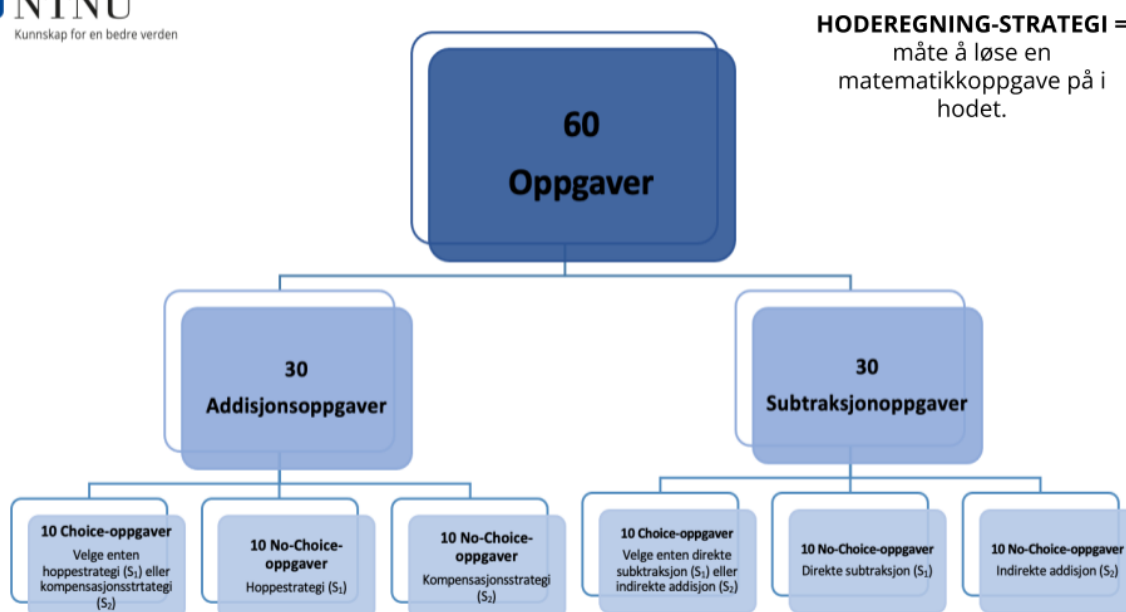 NTNU
Kunnskap for en bedre verden
HODEREGNING-STRATEGI =
måte å løse en
matematikkoppgave på i
hodet.
60
Oppgaver
30
Addisjonsoppgaver
30
Subtraksjonoppgaver
10 Choice-oppgaver
Velge enten
hoppestrategi (S₁) eller
kompensasjonsstrtategi
(S₂)
10 No-Choice-
oppgaver
Hoppestrategi (S₁)
10 No-Choice-
oppgaver
Kompensasjonsstrategi
(S₂)
10 Choice-oppgaver
Velge enten direkte
subktraksjon (S₁) eller
indirekte addisjon (S₂)
10 No-Choice-oppgaver
Direkte subtraksjon (S₁)
10 No-Choice-oppgaver
Indirekte addisjon (S₂)